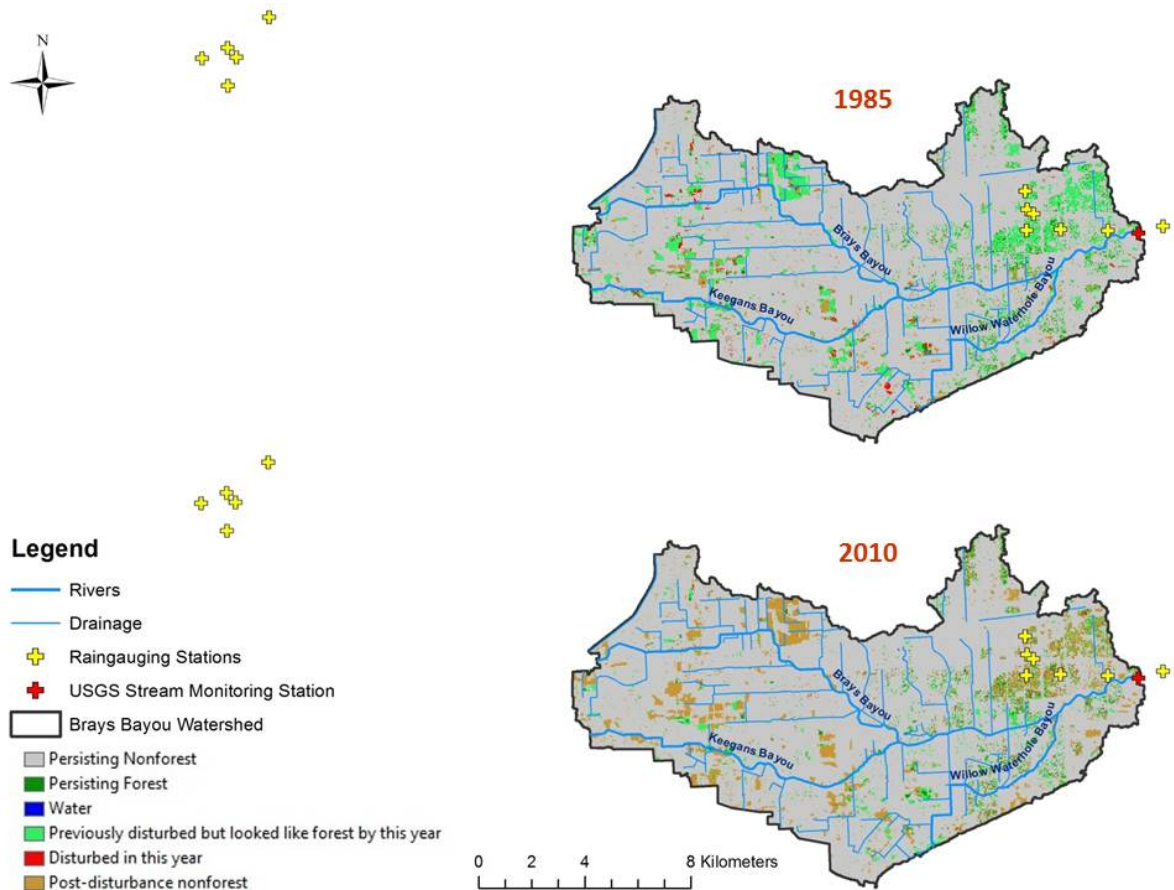 N
1985
Brays Bayou
Keegans Bayou
Willow Waterhole Bayou
2010
Brays Bayou
Keegans Bayou
Willow Waterhole Bayou
Legend
Rivers
Drainage
Raingauging Stations
USGS Stream Monitoring Station
Brays Bayou Watershed
Persisting Nonforest
Persisting Forest
Water
Previously disturbed but looked like forest by this year
Disturbed in this year
Post-disturbance nonforest
0 2 4 8 Kilometers